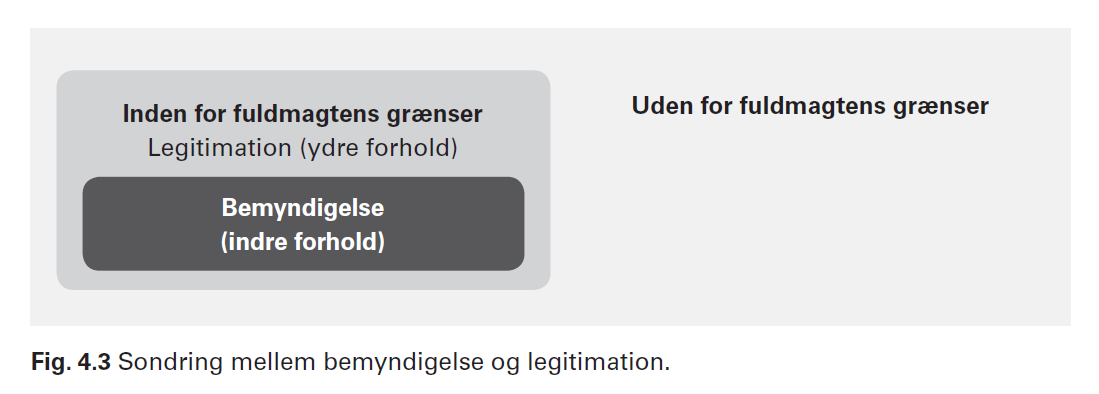 Inden for fuldmagtens grænser
Legitimation (ydre forhold)
Bemyndigelse
(indre forhold)
Uden for fuldmagtens grænser
Fig. 4.3 Sondring mellem bemyndigelse og legitimation.